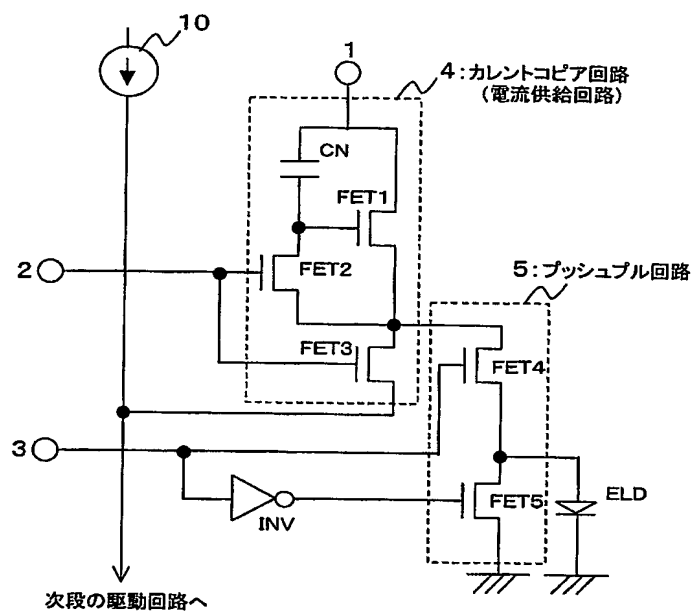 10
1
4:カレントコピア回路
(電流供給回路)
CN
FET1
2
FET2
5:プッシュプル回路
FET3
FET4
3
INV
FET5
ELD
次段の駆動回路へ